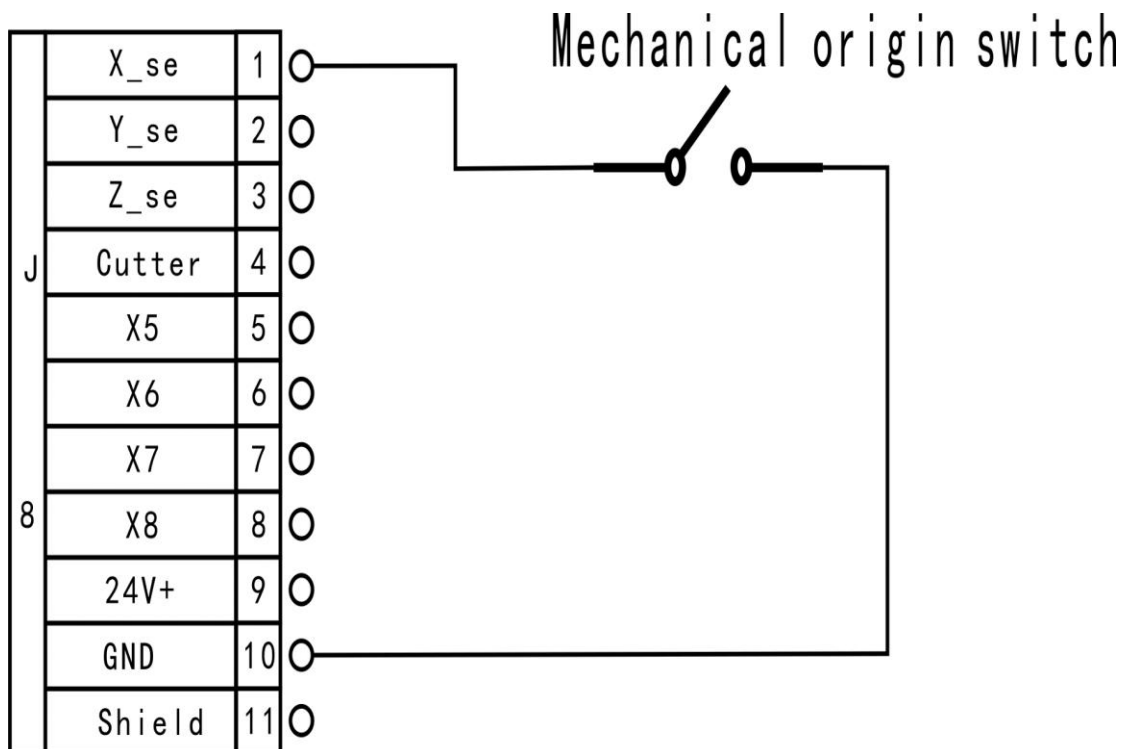 Mechanical origin switch
J8
X_se 1
Y_se 2
Z_se 3
Cutter 4
X5 5
X6 6
X7 7
X8 8
24V+ 9
GND 10
Shield 11